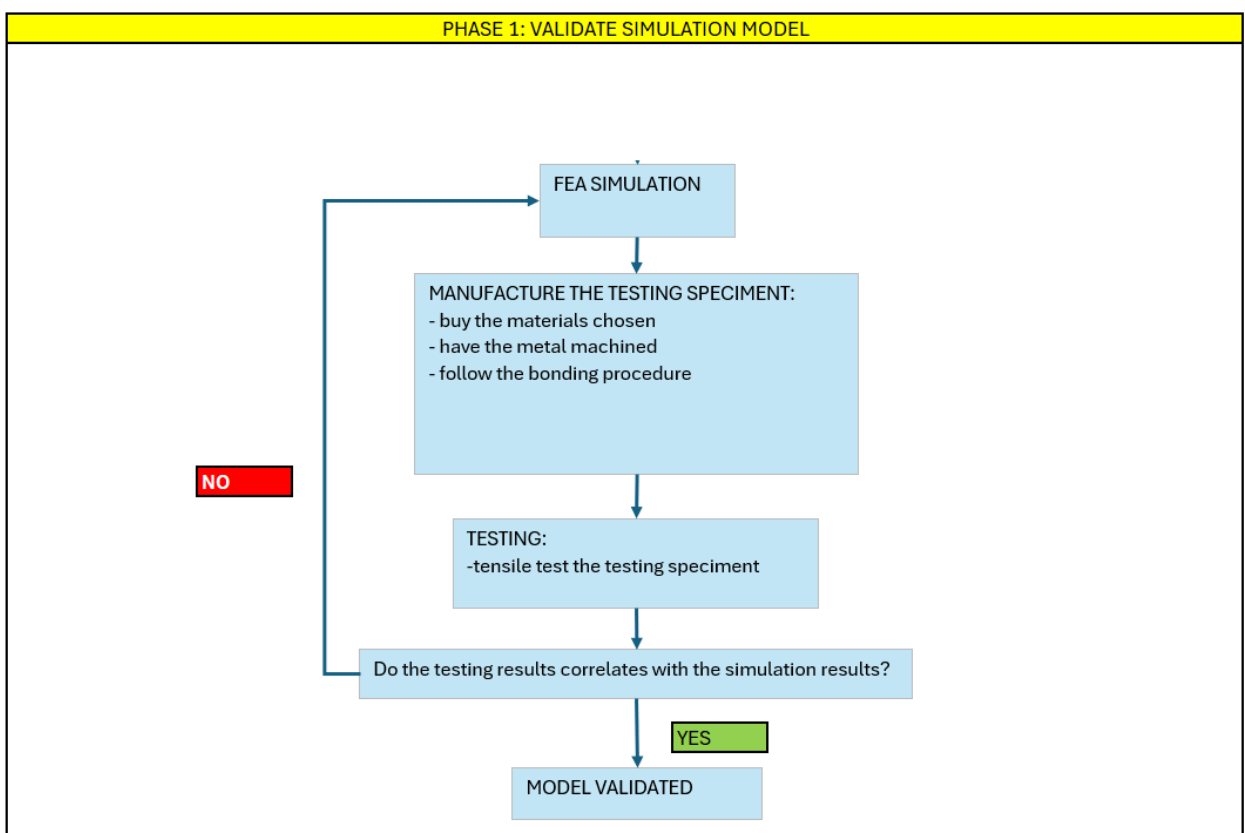 PHASE 1: VALIDATE SIMULATION MODEL
FEA SIMULATION
MANUFACTURE THE TESTING SPECIMENT:
- buy the materials chosen
- have the metal machined
- follow the bonding procedure
NO
TESTING:
-tensile test the testing speciment
Do the testing results correlates with the simulation results?
YES
MODEL VALIDATED